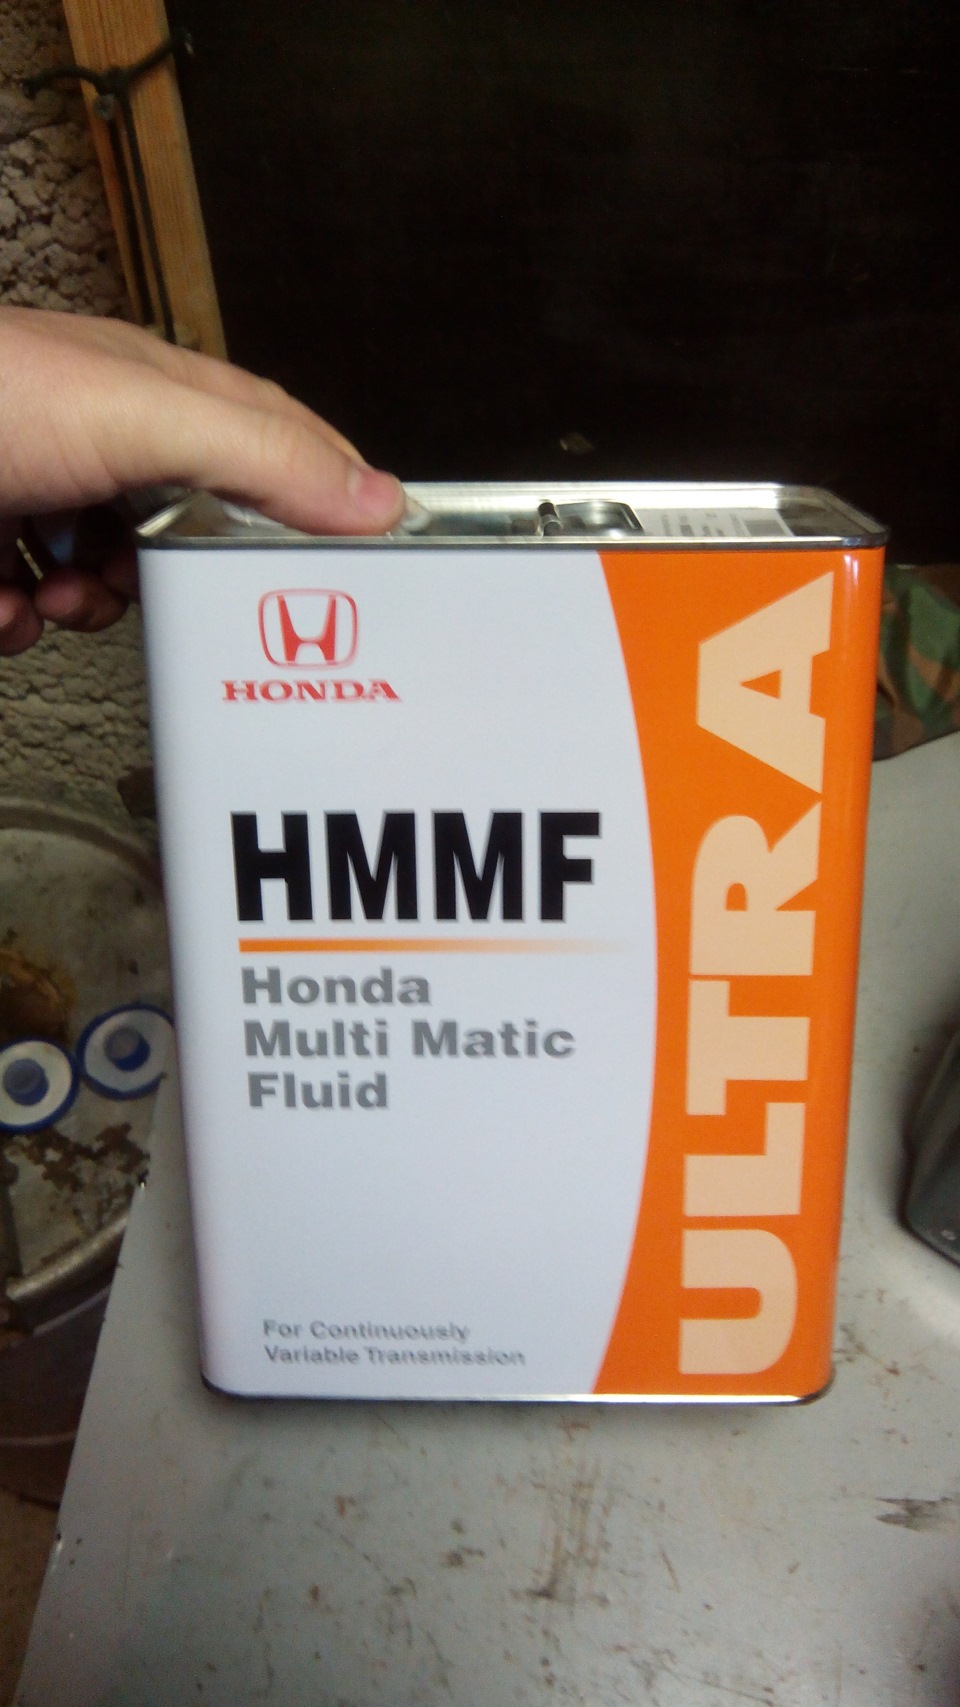 HONDA
HMMF
Honda
Multi Matic
Fluid
For Continuously
Variable Transmission
ULTRA